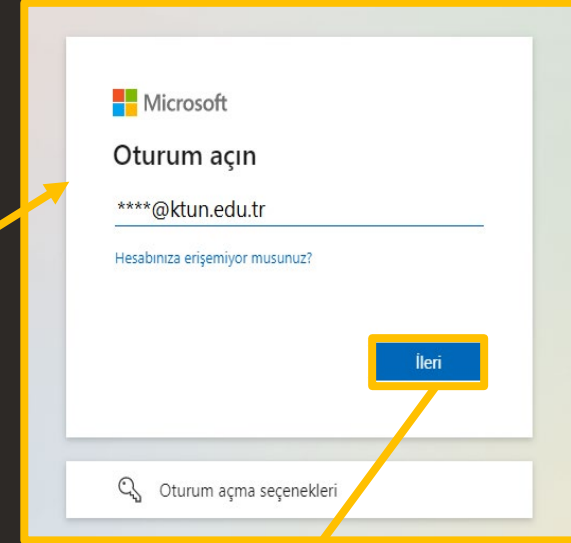 Microsoft
Oturum açın
****@ktun.edu.tr
Hesabınıza erişemiyor musunuz?
İleri
Oturum açma seçenekleri